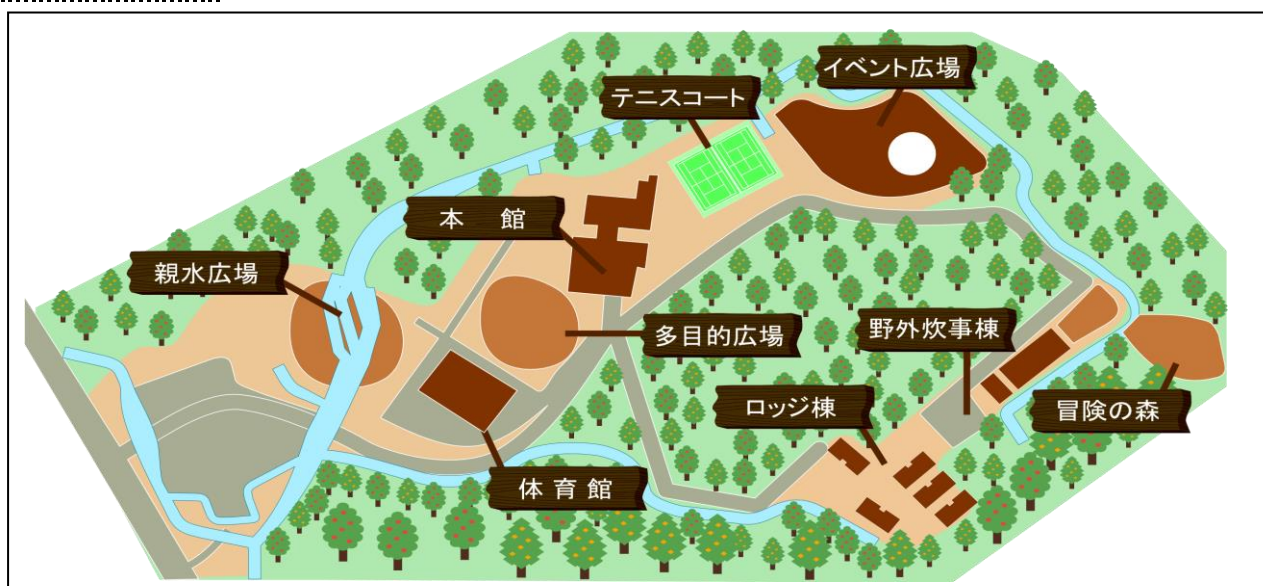 イベント広場
テニスコート
本　館
親水広場
多目的広場
野外炊事棟
ロッジ棟
冒険の森
体育館